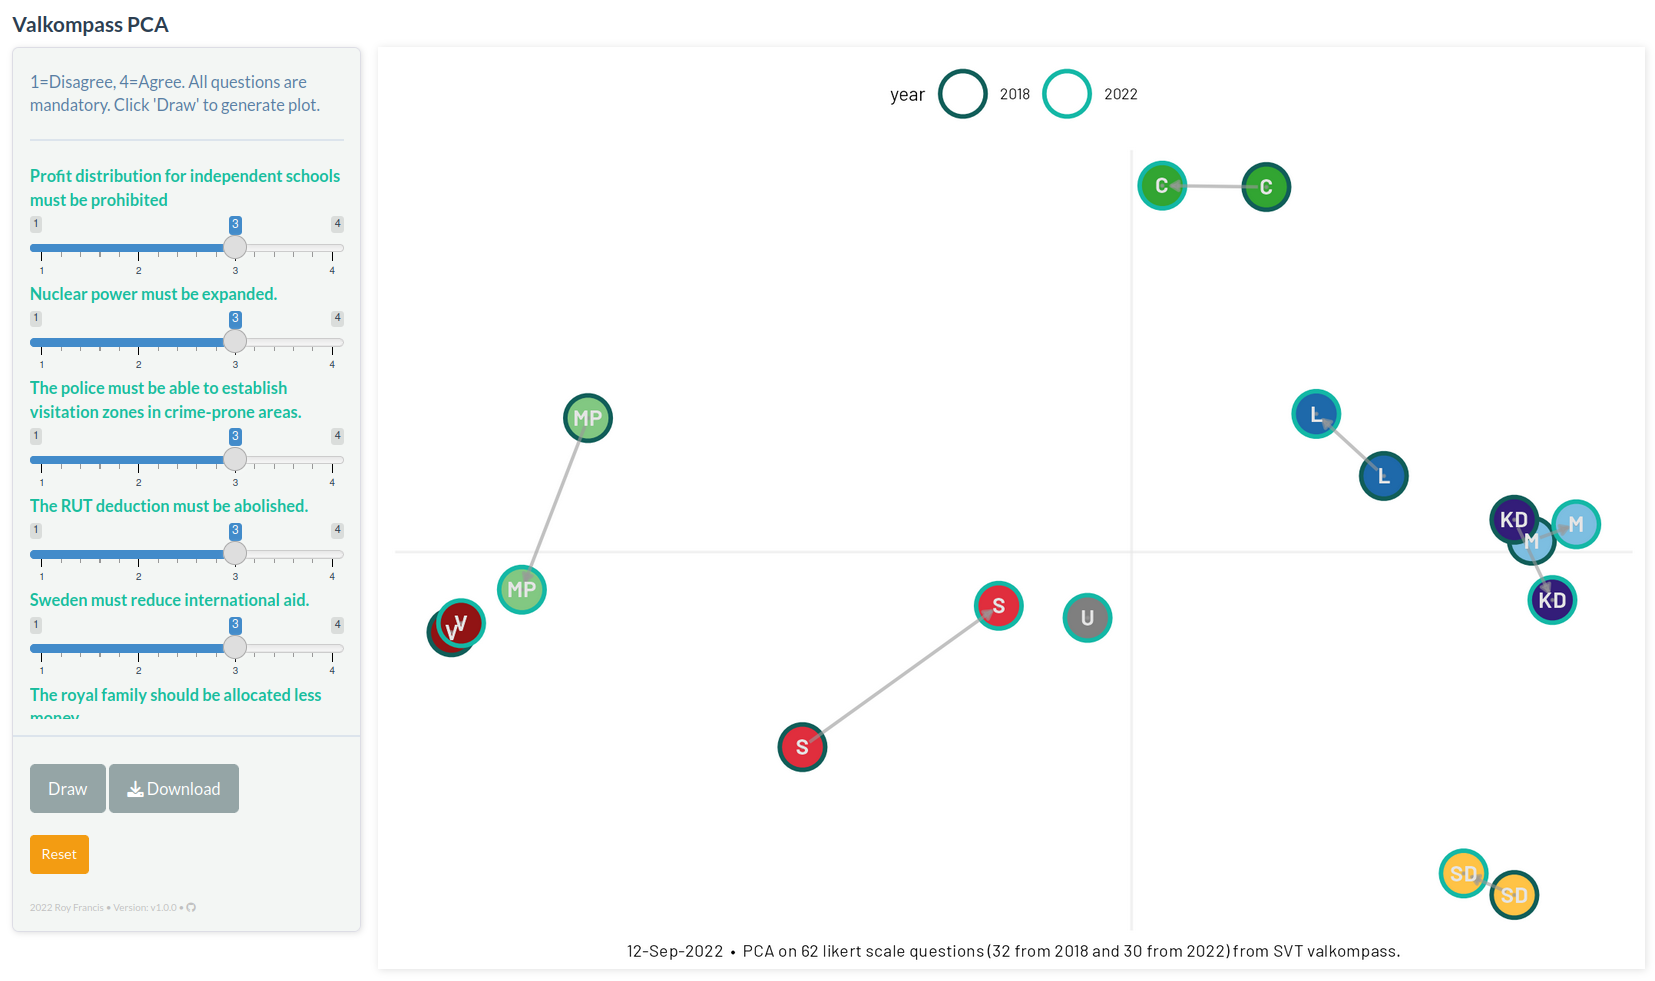 Valkompass PCA
1=Disagree, 4=Agree. All questions are
mandatory. Click 'Draw' to generate plot.
Profit distribution for independent schools
must be prohibited
1 3 4
1 2 3 4
Nuclear power must be expanded.
1 3 4
1 2 3 4
The police must be able to establish
visitation zones in crime-prone areas.
1 3 4
1 2 3 4
The RUT deduction must be abolished.
1 3 4
1 2 3 4
Sweden must reduce international aid.
1 3 4
1 2 3 4
The royal family should be allocated less
money
Draw
Download
Reset
2022 Roy Francis • Version: v1.0.0 •
year 2018 2022
C C
MP L
L
KD M
M
MP KD
V V S U
S
SD
SD
12-Sep-2022 • PCA on 62 likert scale questions (32 from 2018 and 30 from 2022) from SVT valkompass.